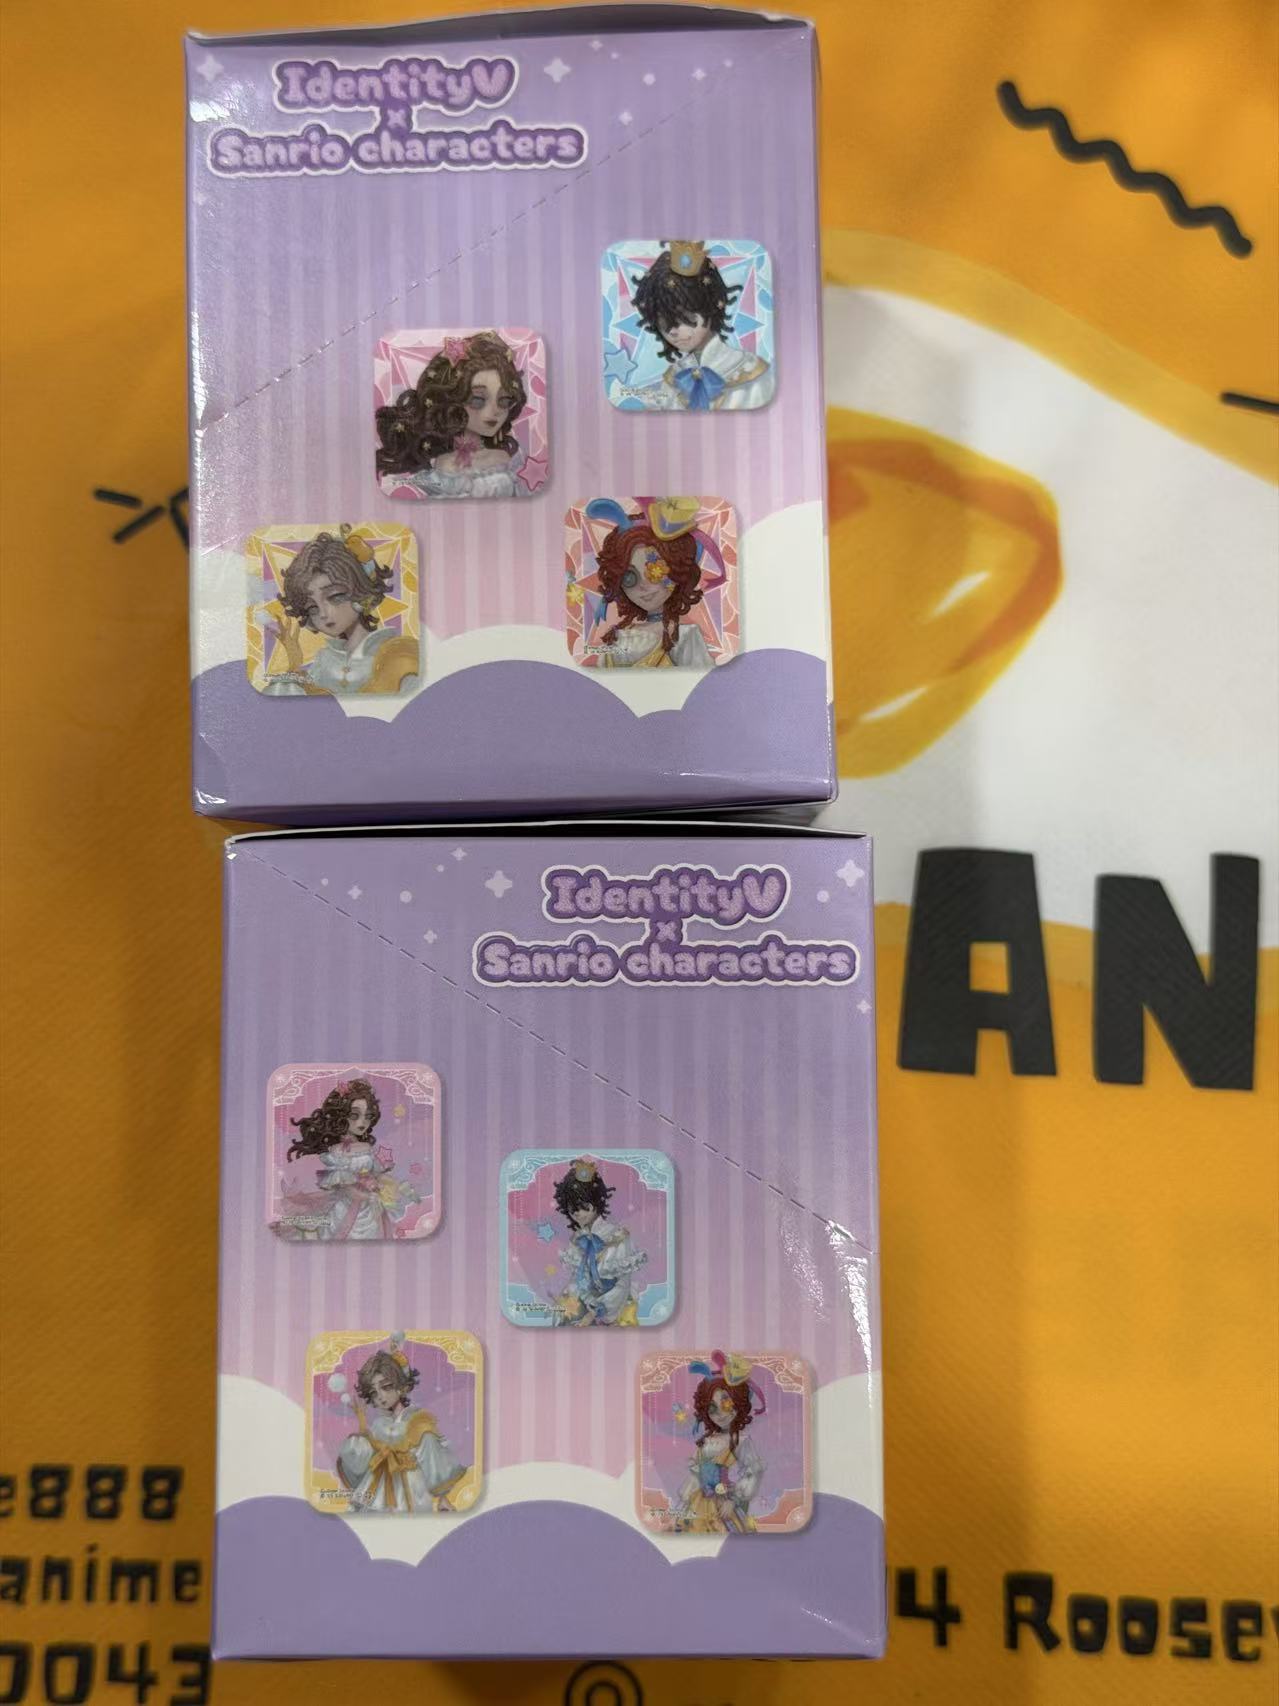 IdentityV
×
Sanrio characters
AN
IdentityV
×
Sanrio characters
e888
anime
4 Roosev
0043